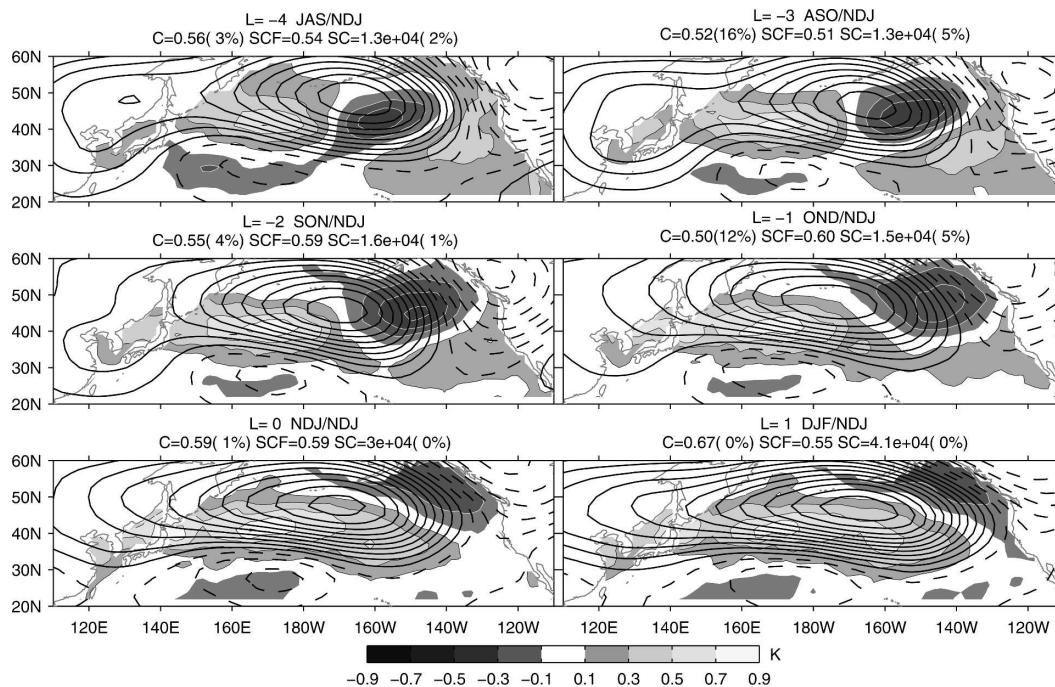 L= −4 JAS/NDJ
C=0.56( 3%) SCF=0.54 SC=1.3e+04( 2%)
L= −3 ASO/NDJ
C=0.52(16%) SCF=0.51 SC=1.3e+04( 5%)
60N
50N
40N
30N
20N
L= −2 SON/NDJ
C=0.55( 4%) SCF=0.59 SC=1.6e+04( 1%)
L= −1 OND/NDJ
C=0.50(12%) SCF=0.60 SC=1.5e+04( 5%)
60N
50N
40N
30N
20N
L= 0 NDJ/NDJ
C=0.59( 1%) SCF=0.59 SC=3e+04( 0%)
L= 1 DJF/NDJ
C=0.67( 0%) SCF=0.55 SC=4.1e+04( 0%)
60N
50N
40N
30N
20N
120E 140E 160E 180W 160W 140W 120W 120E 140E 160E 180W 160W 140W 120W
K
−0.9 −0.7 −0.5 −0.3 −0.1 0.1 0.3 0.5 0.7 0.9